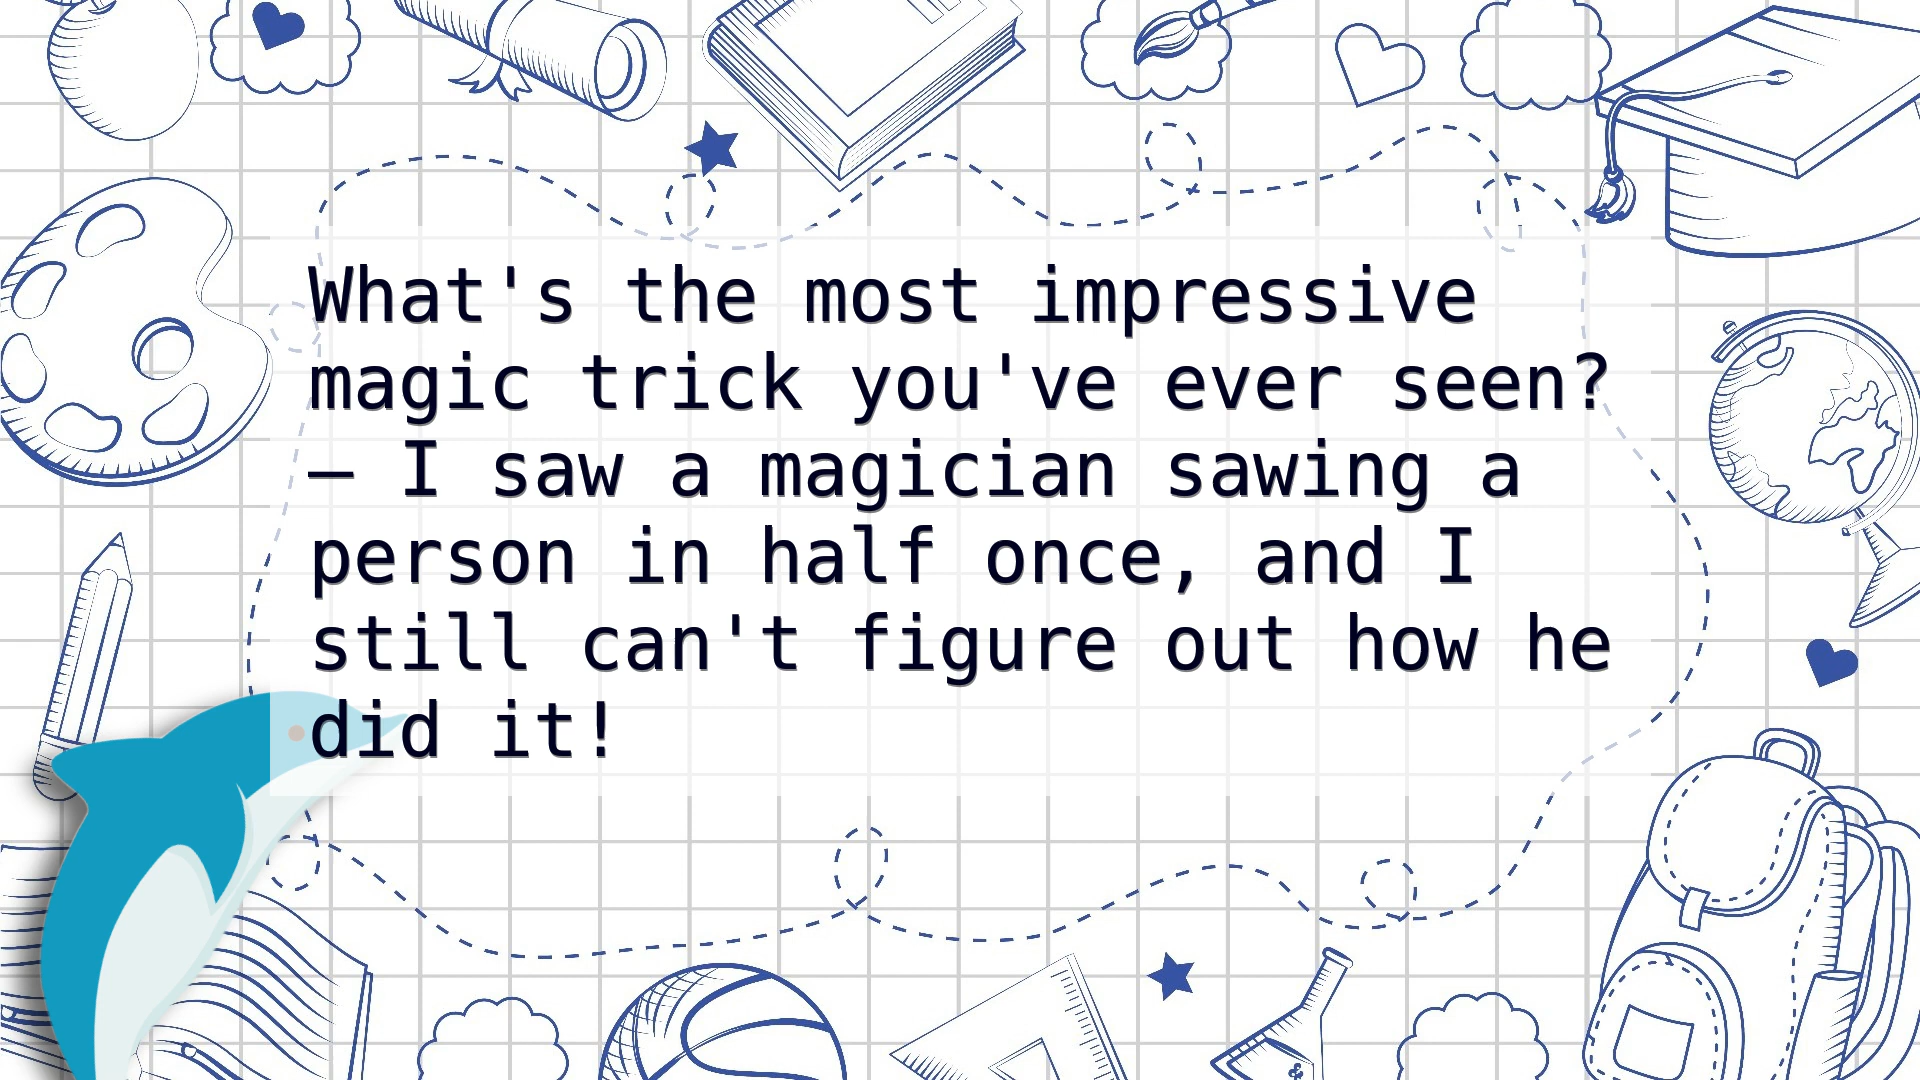 What's the most impressive
magic trick you've ever seen?
– I saw a magician sawing a
person in half once, and I
still can't figure out how he
did it!